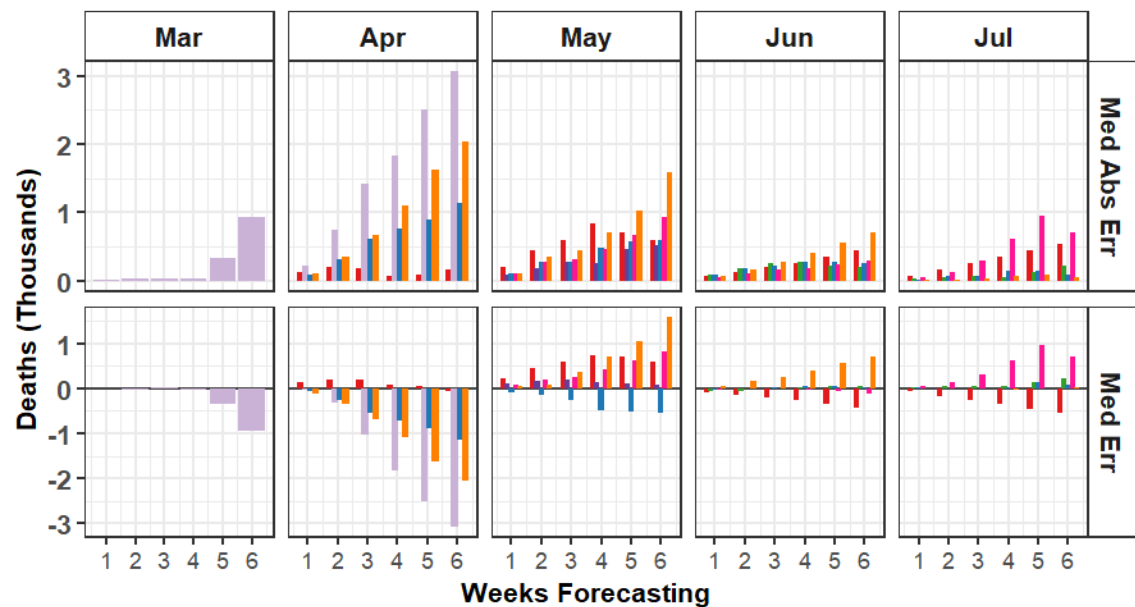 Mar Apr May Jun Jul
3
2
1
0
Med Abs Err
1
0
-1
-2
-3
Med Err
Deaths (Thousands)
1 2 3 4 5 6 1 2 3 4 5 6 1 2 3 4 5 6 1 2 3 4 5 6 1 2 3 4 5 6
Weeks Forecasting